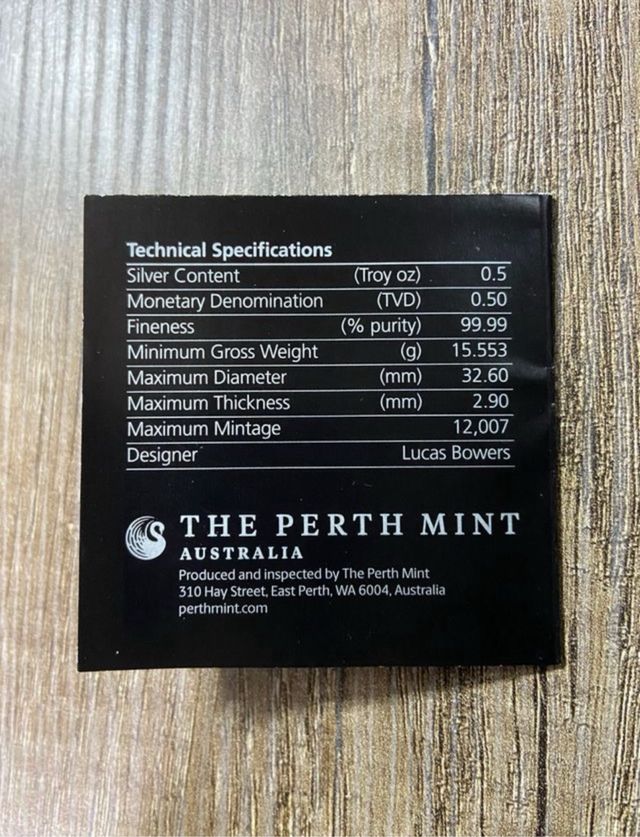 Technical Specifications
Silver Content (Troy oz) 0.5
Monetary Denomination (TVD) 0.50
Fineness (% purity) 99.99
Minimum Gross Weight (g) 15.553
Maximum Diameter (mm) 32.60
Maximum Thickness (mm) 2.90
Maximum Mintage 12,007
Designer Lucas Bowers
THE PERTH MINT
AUSTRALIA
Produced and inspected by The Perth Mint
310 Hay Street, East Perth, WA 6004, Australia
perthmint.com